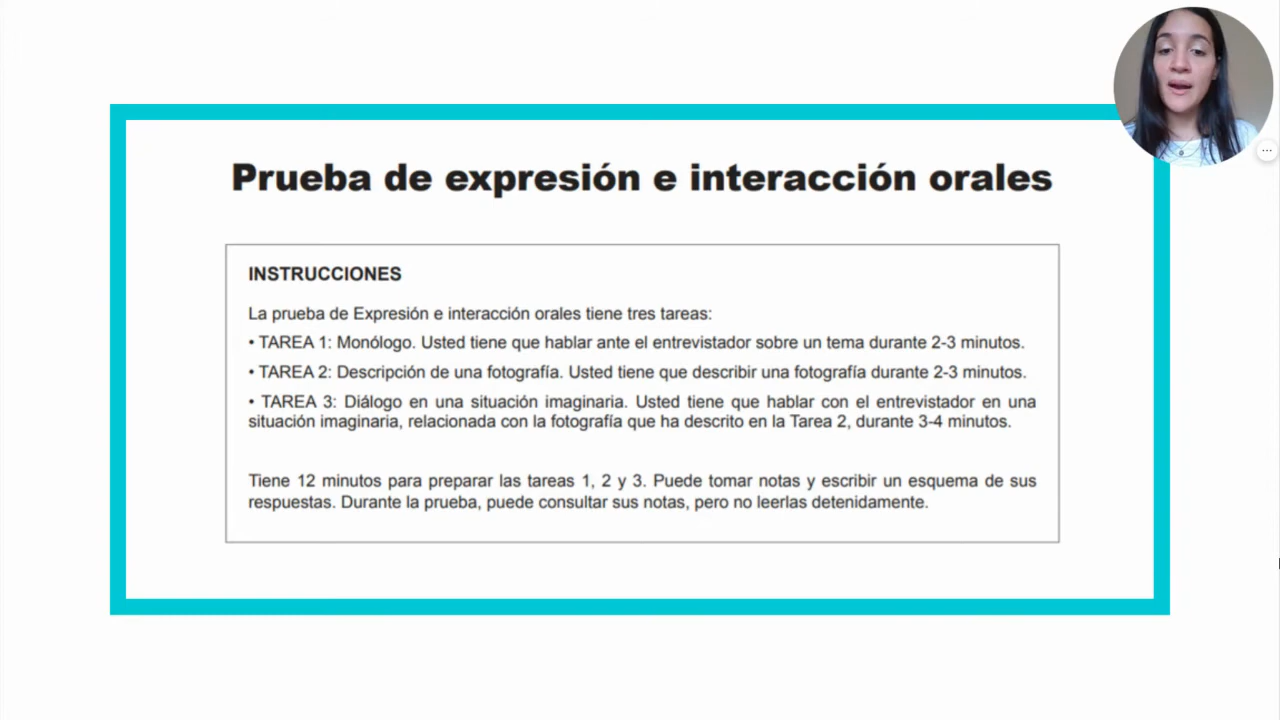 Prueba de expresión e interacción orales
INSTRUCCIONES
La prueba de Expresión e interacción orales tiene tres tareas:
• TAREA 1: Monólogo. Usted tiene que hablar ante el entrevistador sobre un tema durante 2-3 minutos.
• TAREA 2: Descripción de una fotografía. Usted tiene que describir una fotografía durante 2-3 minutos.
• TAREA 3: Diálogo en una situación imaginaria. Usted tiene que hablar con el entrevistador en una
situación imaginaria, relacionada con la fotografía que ha descrito en la Tarea 2, durante 3-4 minutos.
Tiene 12 minutos para preparar las tareas 1, 2 y 3. Puede tomar notas y escribir un esquema de sus
respuestas. Durante la prueba, puede consultar sus notas, pero no leerlas detenidamente.